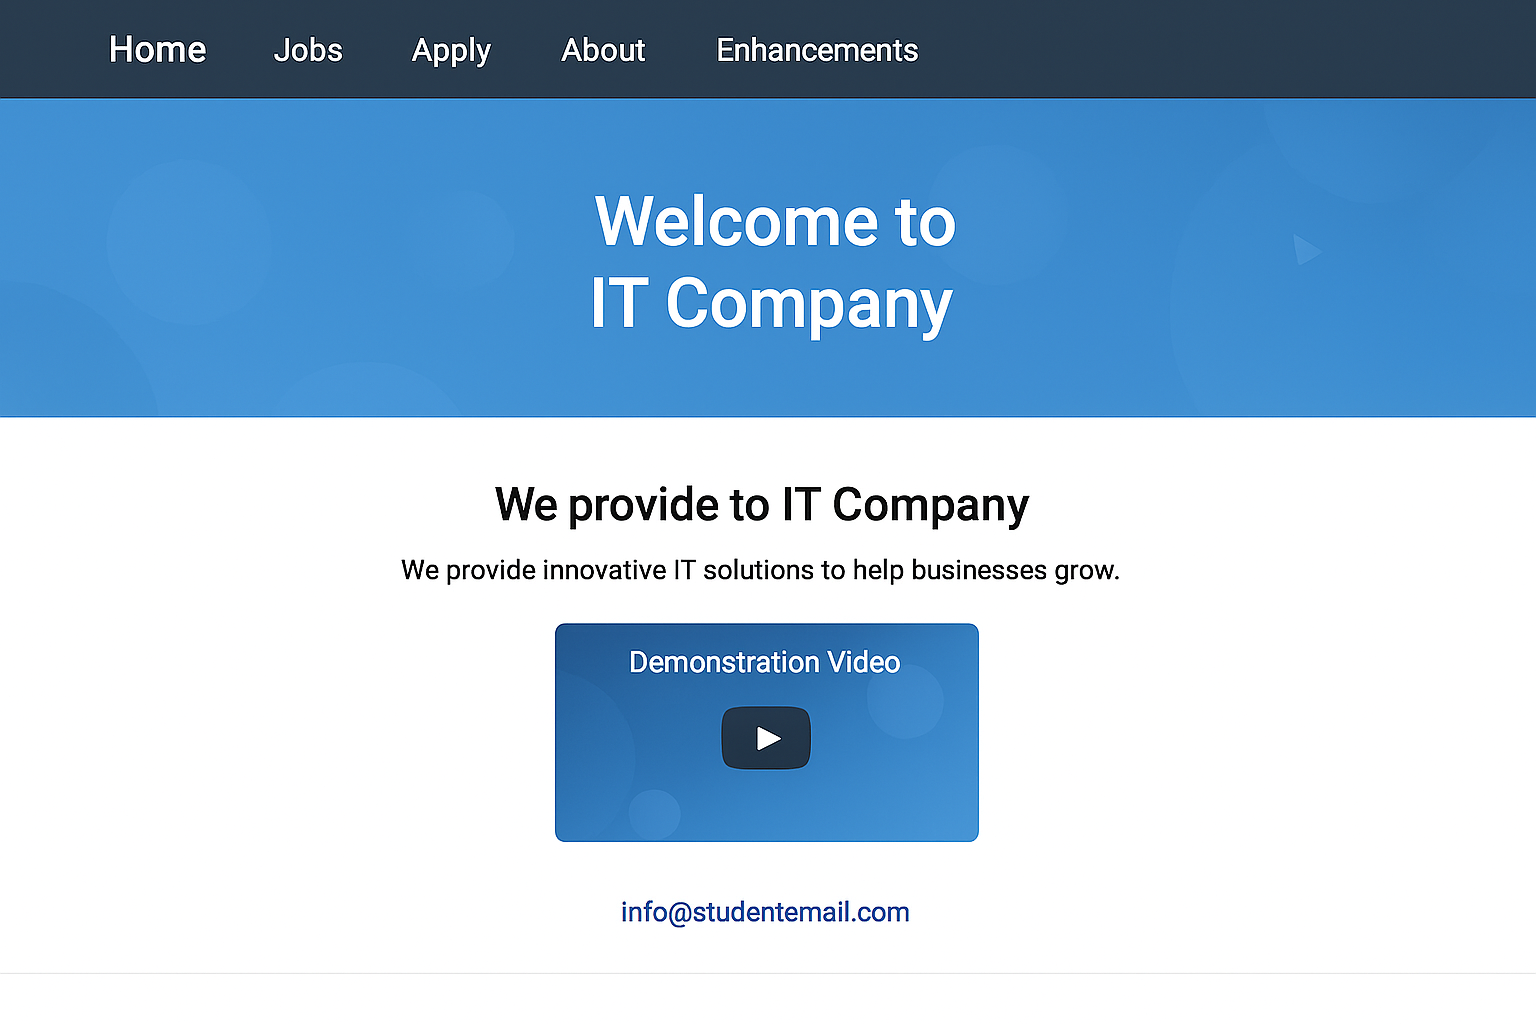 Home Jobs Apply About Enhancements
Welcome to
IT Company
We provide to IT Company
We provide innovative IT solutions to help businesses grow.
Demonstration Video
info@studentemail.com